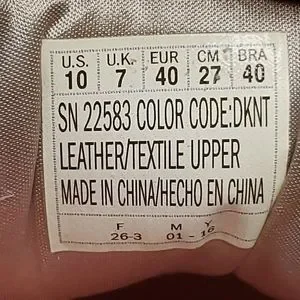 U.S. U.K. EUR CM BRA
10 7 40 27 40
SN 22583 COLOR CODE:DKNT
LEATHER/TEXTILE UPPER
MADE IN CHINA/HECHO EN CHINA
F M Y
26-3 01 - 16